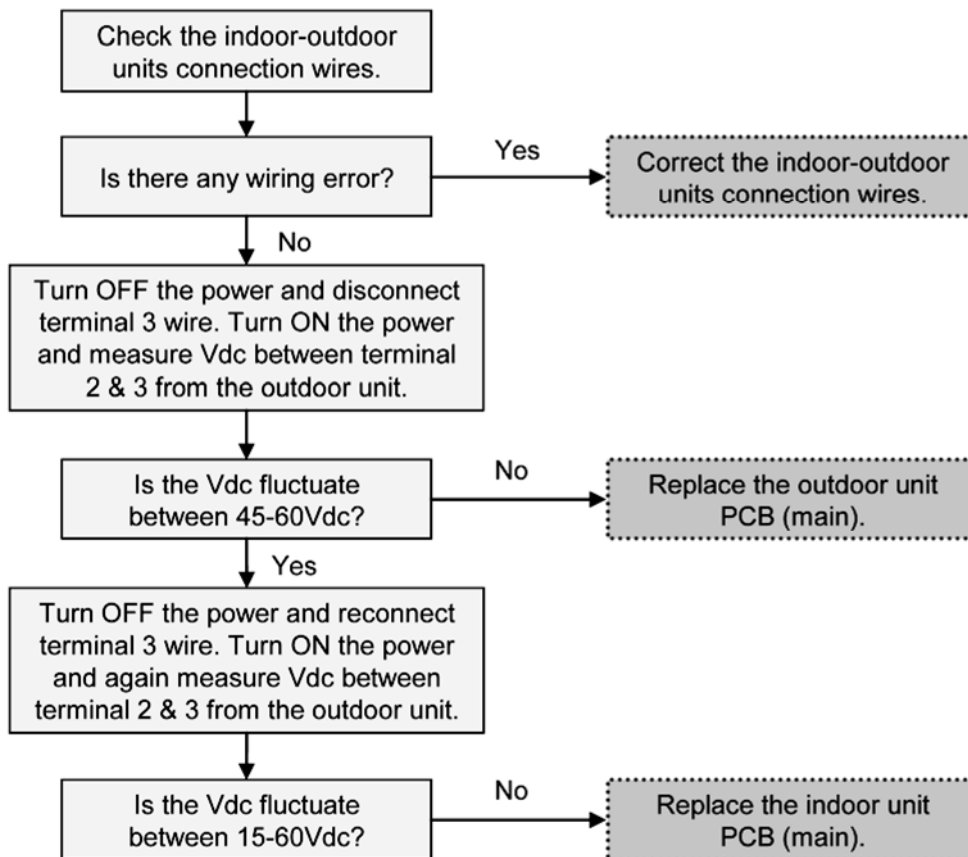 Check the indoor-outdoor
units connection wires.
Is there any wiring error?
Yes
Correct the indoor-outdoor
units connection wires.
No
Turn OFF the power and disconnect
terminal 3 wire. Turn ON the power
and measure Vdc between terminal
2 & 3 from the outdoor unit.
Is the Vdc fluctuate
between 45-60Vdc?
No
Replace the outdoor unit
PCB (main).
Yes
Turn OFF the power and reconnect
terminal 3 wire. Turn ON the power
and again measure Vdc between
terminal 2 & 3 from the outdoor unit.
Is the Vdc fluctuate
between 15-60Vdc?
No
Replace the indoor unit
PCB (main).